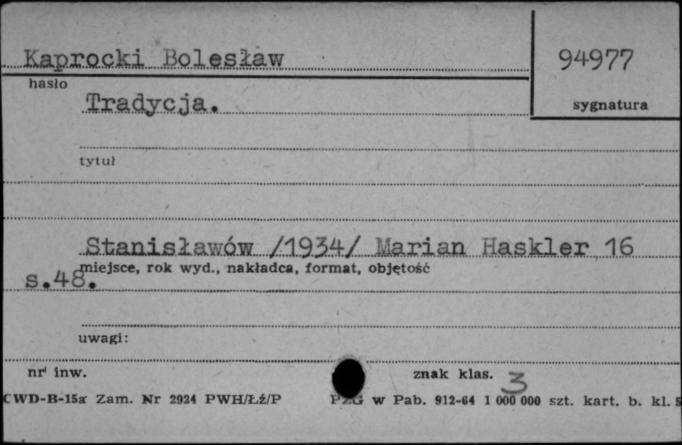 Kaprocki Bolesław 94977
hasło
Tradycja. sygnatura
tytuł
Stanisławów /1934/ Marian Haskler 16
miejsce, rok wyd., nakładca, format, objętość
s.48.
uwagi:
nr inw. znak klas. 3
CWD-B-15a Zam. Nr 2924 PWH/Łź/P PZG w Pab. 912-64 1 000 000 szt. kart. b. kl. 5